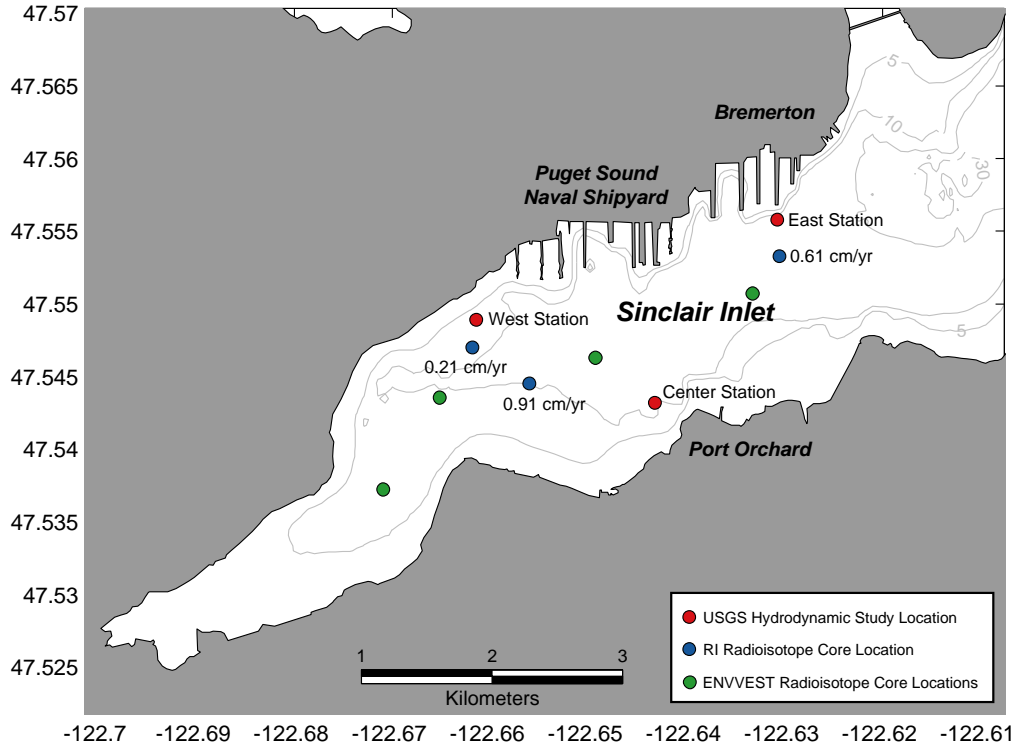 47.57
47.565
47.56
47.555
47.55
47.545
47.54
47.535
47.53
47.525
5
10
30
Bremerton
Puget Sound
Naval Shipyard
East Station
0.61 cm/yr
Sinclair Inlet
West Station
5
0.21 cm/yr
0.91 cm/yr
Center Station
Port Orchard
USGS Hydrodynamic Study Location
RI Radioisotope Core Location
ENVVEST Radioisotope Core Locations
1 2 3
Kilometers
-122.7 -122.69 -122.68 -122.67 -122.66 -122.65 -122.64 -122.63 -122.62 -122.61